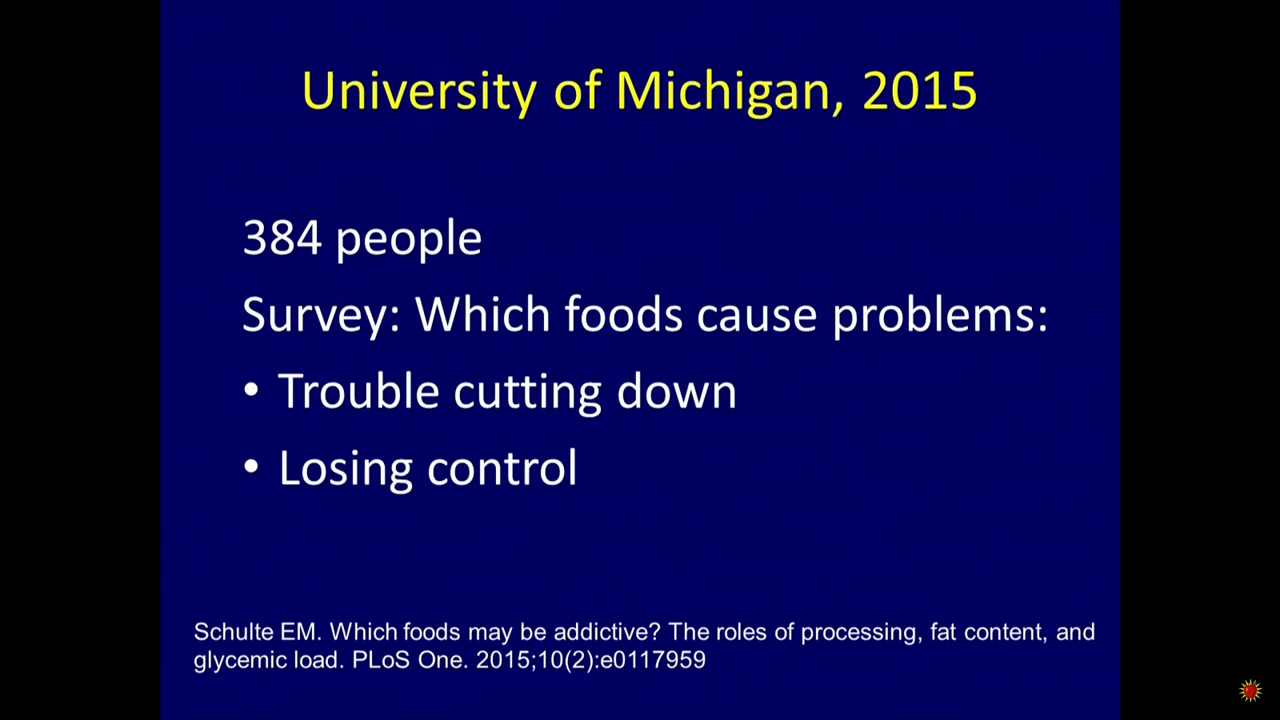 University of Michigan, 2015
384 people
Survey: Which foods cause problems:
• Trouble cutting down
• Losing control
Schulte EM. Which foods may be addictive? The roles of processing, fat content, and
glycemic load. PLoS One. 2015;10(2):e0117959